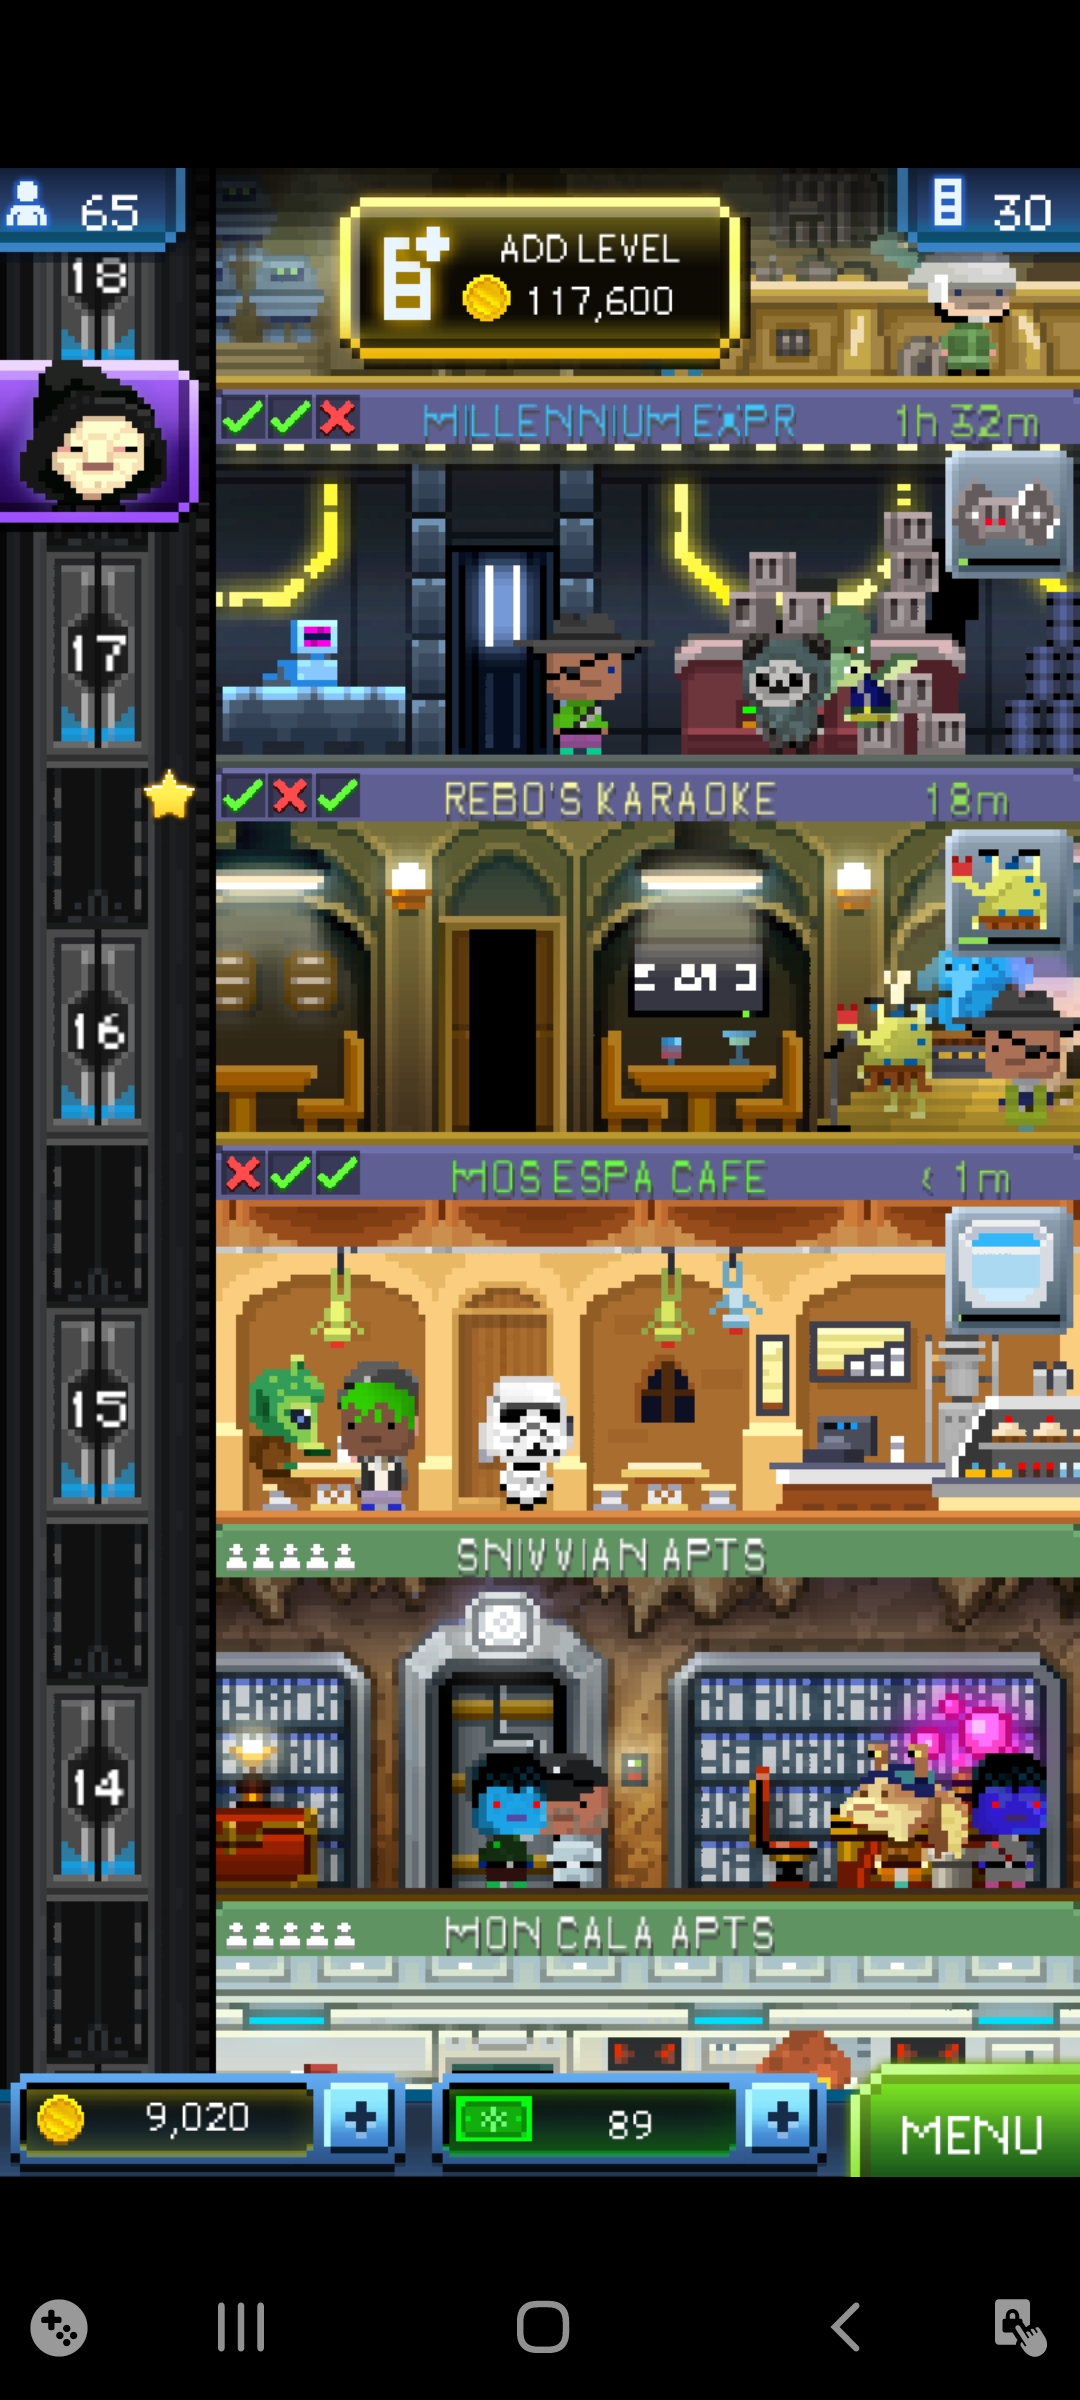 65
30
18
ADD LEVEL
117,600
MILLENNIUM EXPR
1h 32m
17
REBO'S KARAOKE
18m
16
MOS ESPA CAFE
< 1m
15
SNIVVIAN APTS
14
MON CALA APTS
9,020
89
MENU